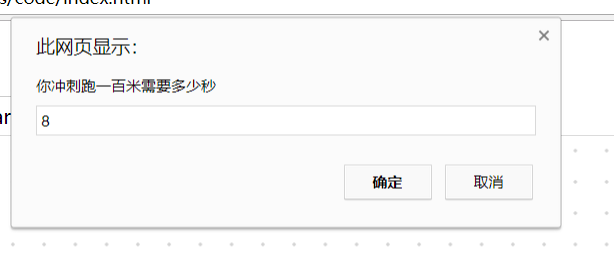 s/code/index.html
此网页显示：
你冲刺跑一百米需要多少秒
8
确定
取消